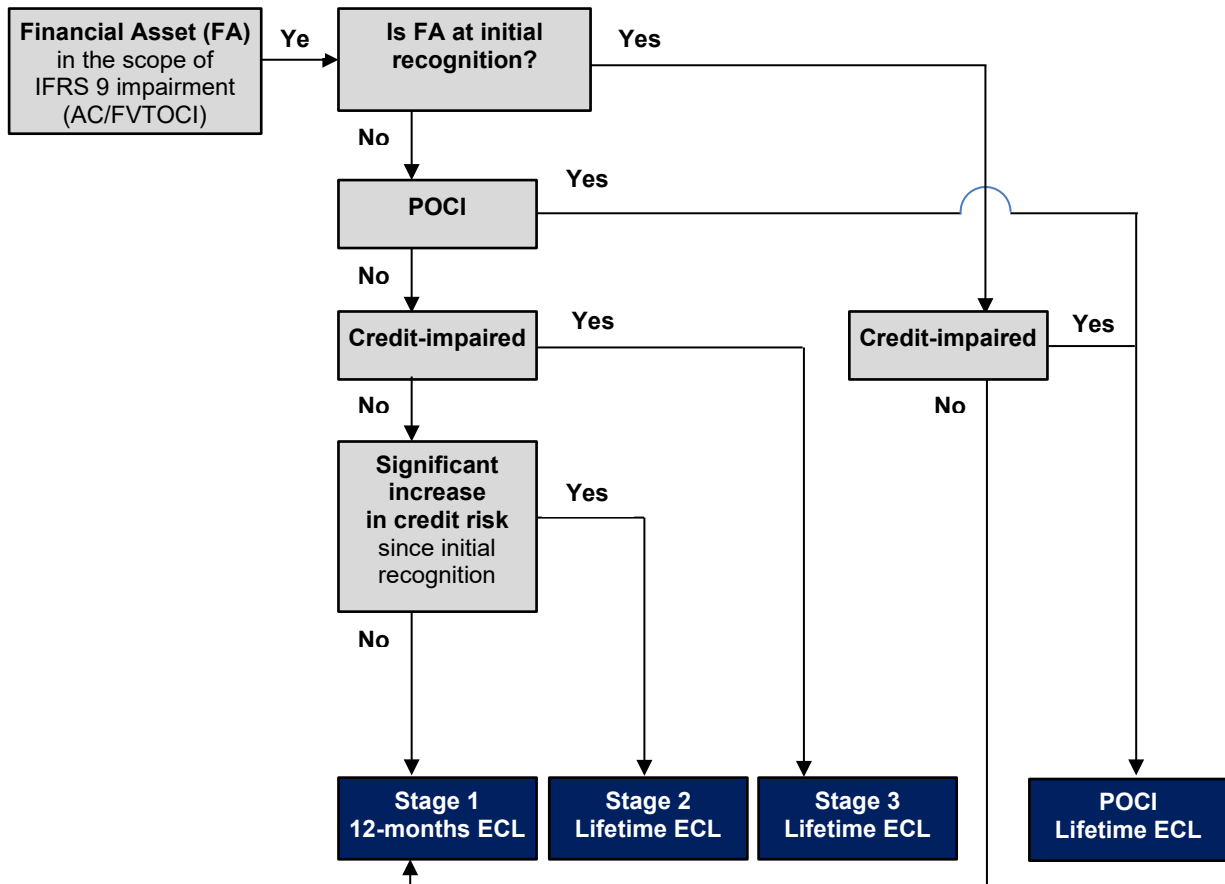 Financial Asset (FA)
in the scope of
IFRS 9 impairment
(AC/FVTOCI)
Ye
Is FA at initial
recognition?
Yes
No
POCI
Yes
No
Credit-impaired
Yes
Credit-impaired
Yes
No
No
Significant
increase
in credit risk
since initial
recognition
Yes
No
Stage 1
12-months ECL
Stage 2
Lifetime ECL
Stage 3
Lifetime ECL
POCI
Lifetime ECL